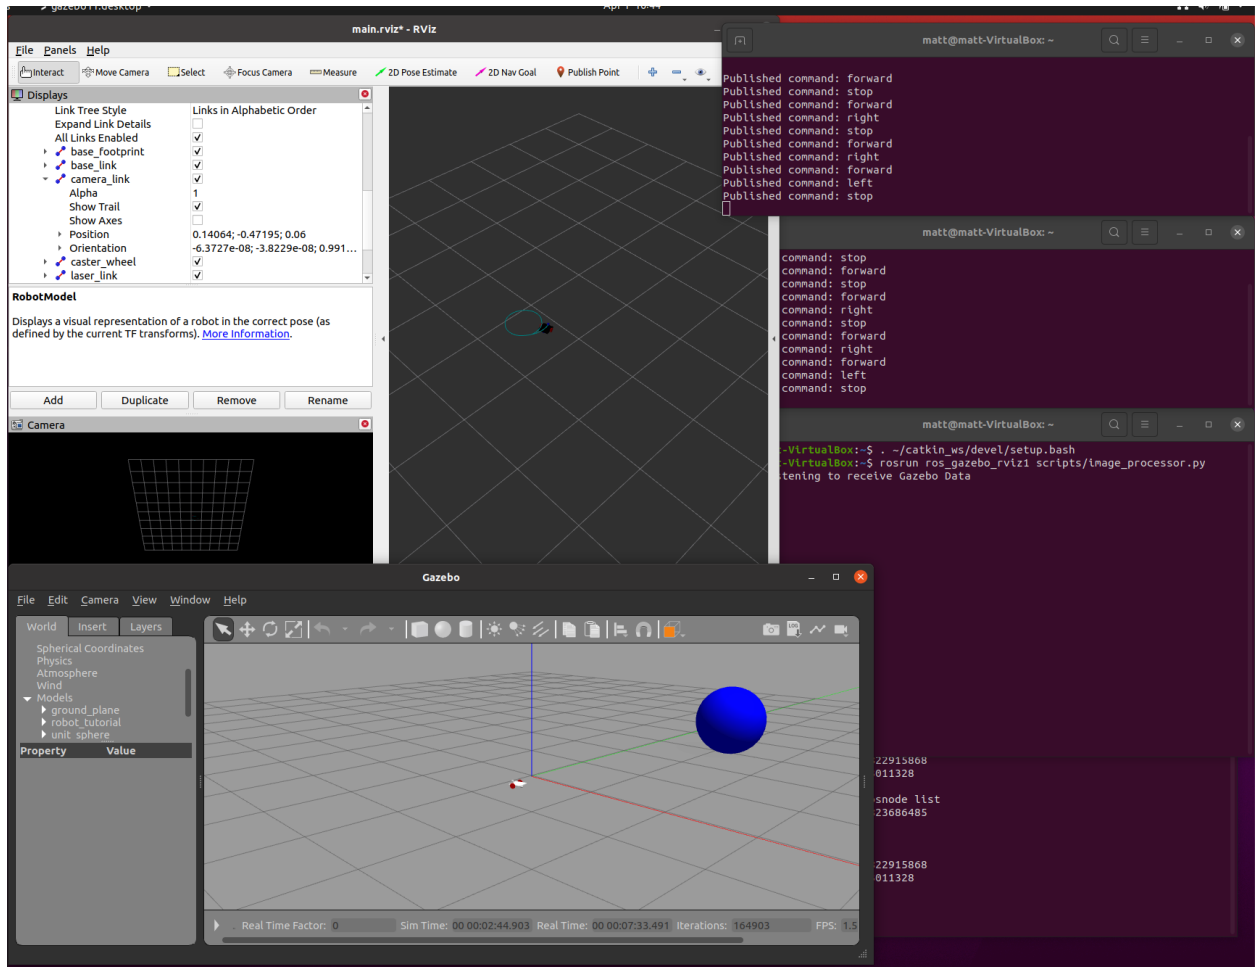 gazebo11.desktop
Apr 1 16:44
main.rviz* - RViz
File Panels Help
Interact Move Camera Select Focus Camera Measure 2D Pose Estimate 2D Nav Goal Publish Point
Displays
Link Tree Style Links in Alphabetic Order
Expand Link Details
All Links Enabled
base_footprint
base_link
camera_link
Alpha 1
Show Trail
Show Axes
Position 0.14064; -0.47195; 0.06
Orientation -6.3727e-08; -3.8229e-08; 0.991...
caster_wheel
laser_link
RobotModel
Displays a visual representation of a robot in the correct pose (as
defined by the current TF transforms). More Information.
Add Duplicate Remove Rename
Camera
matt@matt-VirtualBox: ~
Published command: forward
Published command: stop
Published command: forward
Published command: right
Published command: stop
Published command: forward
Published command: right
Published command: forward
Published command: left
Published command: stop
matt@matt-VirtualBox: ~
command: stop
command: forward
command: stop
command: forward
command: right
command: stop
command: forward
command: right
command: forward
command: left
command: stop
matt@matt-VirtualBox: ~
-VirtualBox:~$ . ~/catkin_ws/devel/setup.bash
-VirtualBox:~$ rosrun ros_gazebo_rviz1 scripts/image_processor.py
tening to receive Gazebo Data
Gazebo
File Edit Camera View Window Help
World Insert Layers
Spherical Coordinates
Physics
Atmosphere
Wind
Models
ground_plane
robot_tutorial
unit_sphere
Property Value
LOG
Real Time Factor: 0 Sim Time: 00 00:02:44.903 Real Time: 00 00:07:33.491 Iterations: 164903 FPS: 1.5
22915868
011328
snode list
23686485
22915868
011328